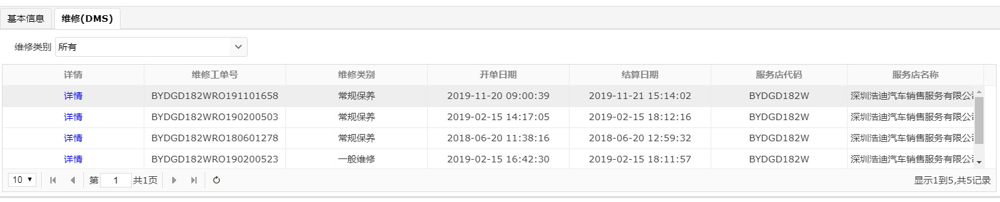 基本信息 维修(DMS)
维修类别 所有
详情 维修工单号 维修类别 开单日期 结算日期 服务店代码 服务店名称
详情 BYDGD182WRO191101658 常规保养 2019-11-20 09:00:39 2019-11-21 15:14:02 BYDGD182W 深圳浩迪汽车销售服务有限公
详情 BYDGD182WRO190200503 常规保养 2019-02-15 14:17:05 2019-02-15 18:12:16 BYDGD182W 深圳浩迪汽车销售服务有限公
详情 BYDGD182WRO180601278 常规保养 2018-06-20 11:38:16 2018-06-20 12:59:32 BYDGD182W 深圳浩迪汽车销售服务有限公
详情 BYDGD182WRO190200523 一般维修 2019-02-15 16:42:30 2019-02-15 18:11:57 BYDGD182W 深圳浩迪汽车销售服务有限公
10 第 1 共1页 显示1到5,共5记录